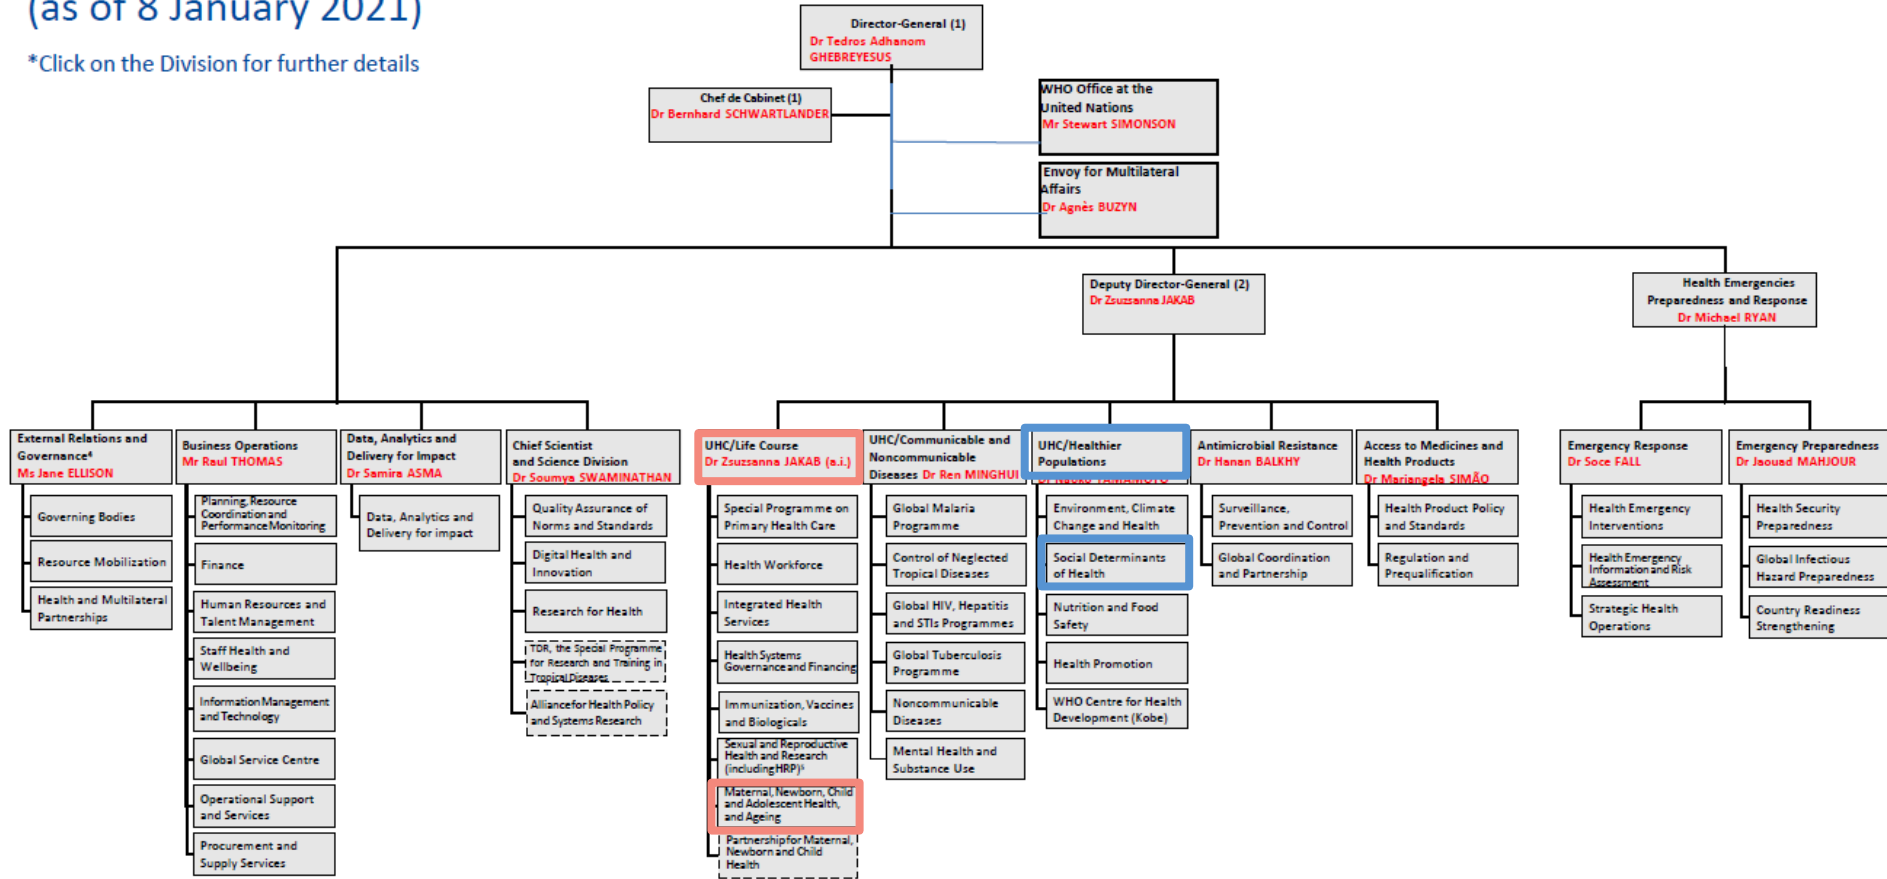 (as of 8 January 2021)
*Click on the Division for further details
Director-General (1)
Dr Tedros Adhanom
GHEBREYESUS
Chef de Cabinet (1)
Dr Bernhard SCHWARTLANDER
WHO Office at the
United Nations
Mr Stewart SIMONSON
Envoy for Multilateral
Affairs
Dr Agnès BUZYN
Deputy Director-General (2)
Dr Zsuzsanna JAKAB
Health Emergencies
Preparedness and Response
Dr Michael RYAN
External Relations and
Governance⁴
Ms Jane ELLISON
Governing Bodies
Resource Mobilization
Health and Multilateral
Partnerships
Business Operations
Mr Raul THOMAS
Planning, Resource
Coordination and
Performance Monitoring
Finance
Human Resources and
Talent Management
Staff Health and
Wellbeing
Information Management
and Technology
Global Service Centre
Operational Support
and Services
Procurement and
Supply Services
Data, Analytics and
Delivery for Impact
Dr Samira ASMA
Data, Analytics and
Delivery for impact
Chief Scientist
and Science Division
Dr Soumya SWAMINATHAN
Quality Assurance of
Norms and Standards
Digital Health and
Innovation
Research for Health
TDR, the Special Programme
for Research and Training in
Tropical Diseases
Alliance for Health Policy
and Systems Research
UHC/Life Course
Dr Zsuzsanna JAKAB (a.i.)
Special Programme on
Primary Health Care
Health Workforce
Integrated Health
Services
Health Systems
Governance and Financing
Immunization, Vaccines
and Biologicals
Sexual and Reproductive
Health and Research
(including HRP)⁵
Maternal, Newborn, Child
and Adolescent Health,
and Ageing
Partnership for Maternal,
Newborn and Child
Health
UHC/Communicable and
Noncommunicable
Diseases Dr Ren MINGHUI
Global Malaria
Programme
Control of Neglected
Tropical Diseases
Global HIV, Hepatitis
and STIs Programmes
Global Tuberculosis
Programme
Noncommunicable
Diseases
Mental Health and
Substance Use
UHC/Healthier
Populations
Dr Naoko YAMAMOTO
Environment, Climate
Change and Health
Social Determinants
of Health
Nutrition and Food
Safety
Health Promotion
WHO Centre for Health
Development (Kobe)
Antimicrobial Resistance
Dr Hanan BALKHY
Surveillance,
Prevention and Control
Global Coordination
and Partnership
Access to Medicines and
Health Products
Dr Mariangela SIMÃO
Health Product Policy
and Standards
Regulation and
Prequalification
Emergency Response
Dr Soce FALL
Health Emergency
Interventions
Health Emergency
Information and Risk
Assessment
Strategic Health
Operations
Emergency Preparedness
Dr Jaouad MAHJOUR
Health Security
Preparedness
Global Infectious
Hazard Preparedness
Country Readiness
Strengthening